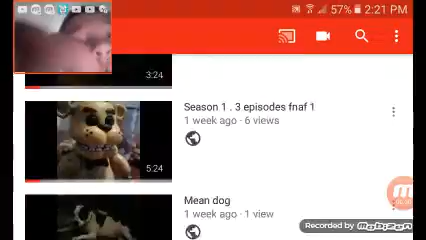 57% 2:21 PM
3:24
Season 1 . 3 episodes fnaf 1
1 week ago · 6 views
5:24
Mean dog
1 week ago · 1 view
Recorded by Mobizen